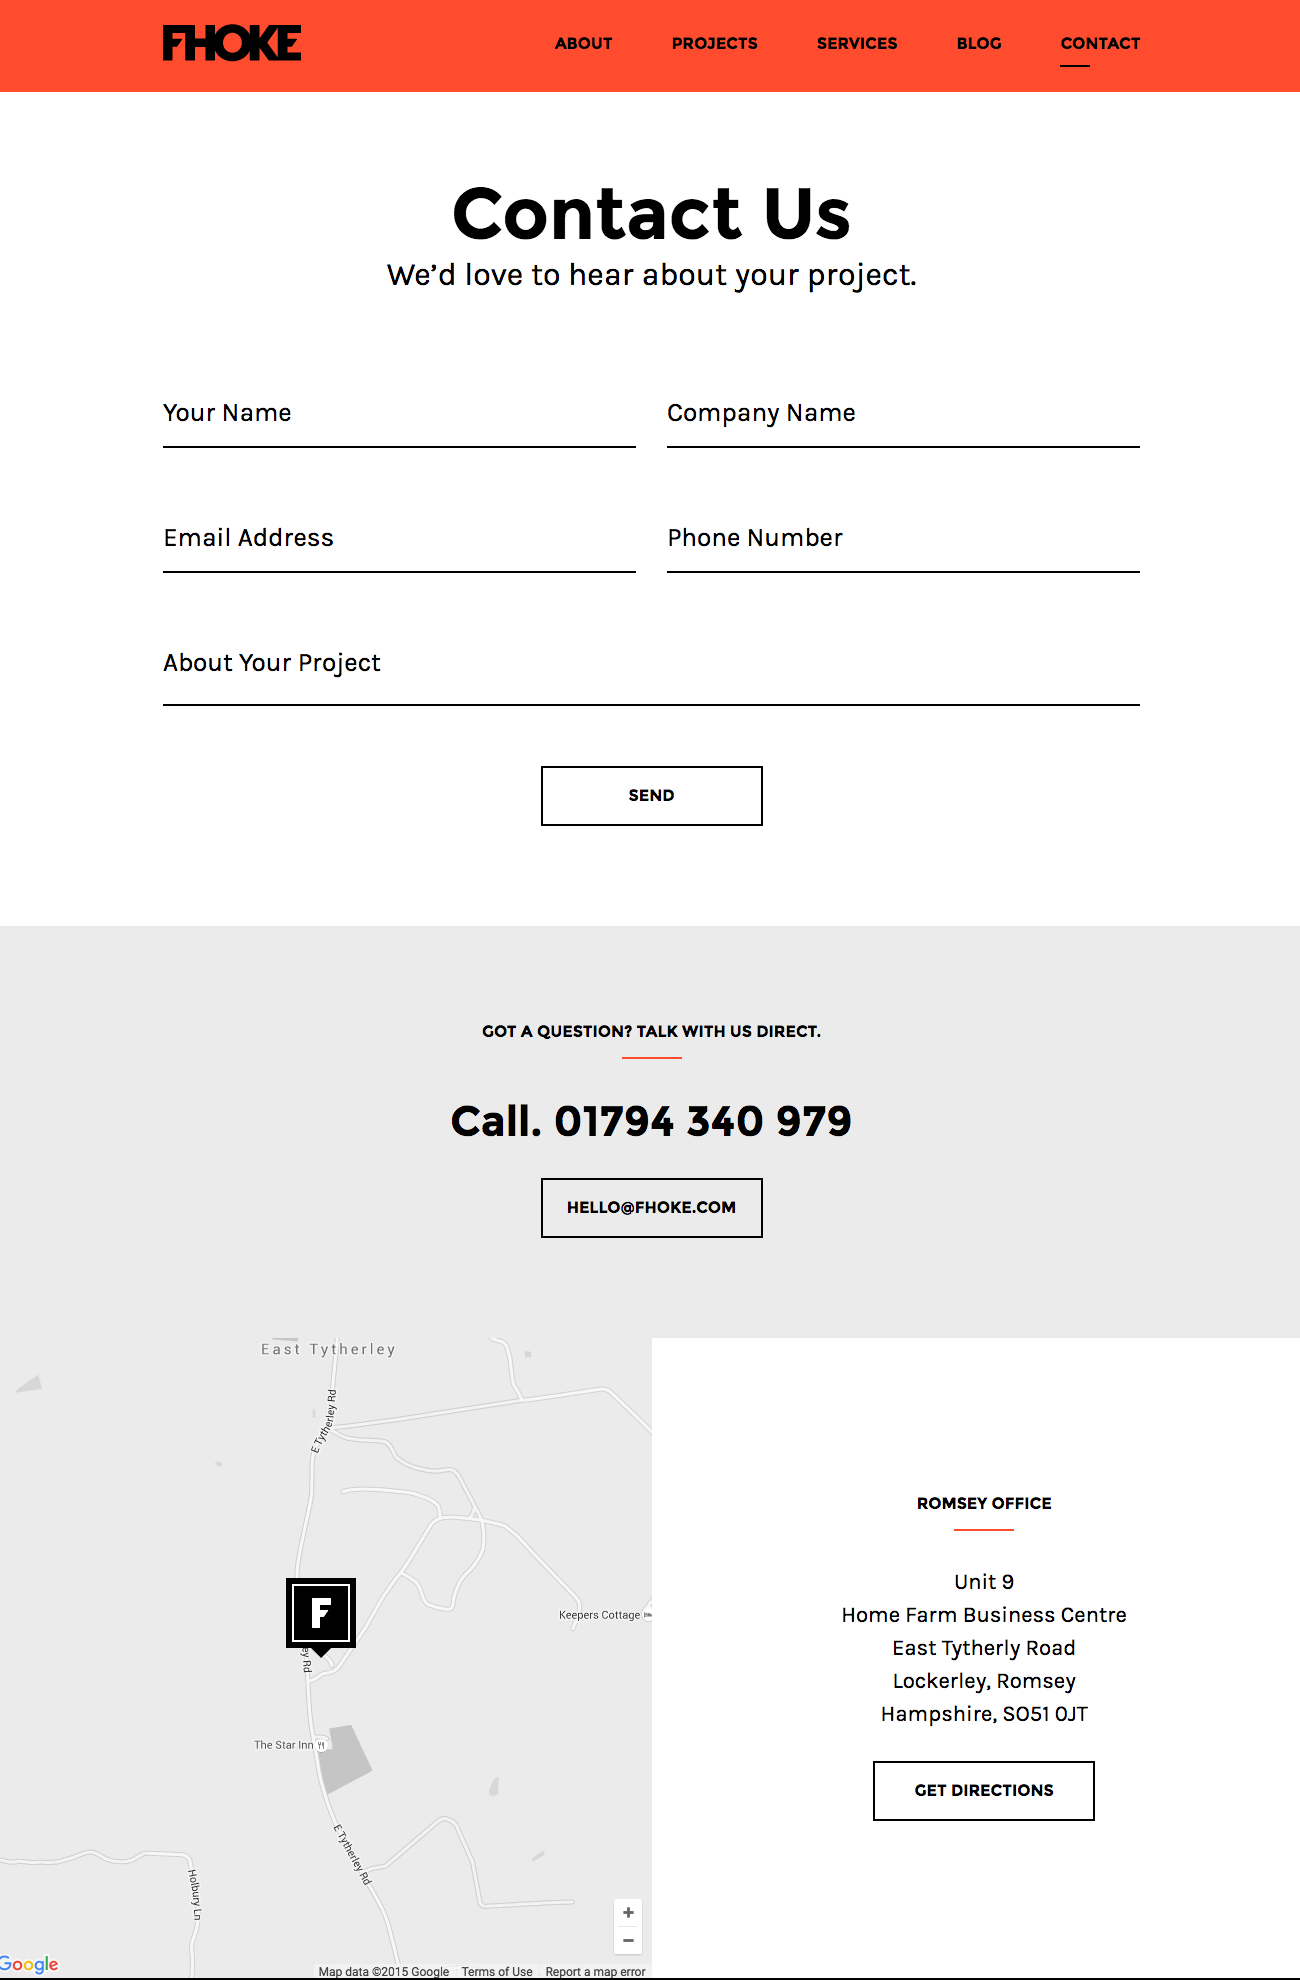 FHOKE
ABOUT PROJECTS SERVICES BLOG CONTACT
Contact Us
We’d love to hear about your project.
Your Name
Company Name
Email Address
Phone Number
About Your Project
SEND
GOT A QUESTION? TALK WITH US DIRECT.
Call. 01794 340 979
HELLO@FHOKE.COM
East Tytherley
E Tytherley Rd
Keepers Cottage
F
ey Rd
The Star Inn
E Tytherley Rd
Holbury Ln
+
−
Google
Map data ©2015 Google Terms of Use Report a map error
ROMSEY OFFICE
Unit 9
Home Farm Business Centre
East Tytherly Road
Lockerley, Romsey
Hampshire, SO51 0JT
GET DIRECTIONS